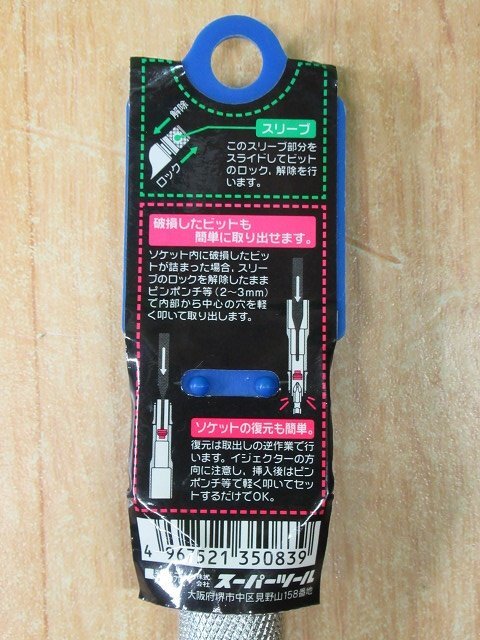 解除
ロック
スリーブ
このスリーブ部分を
スライドしてビット
のロック、解除を行
います。
破損したビットも
簡単に取り出せます。
ソケット内に破損したビッ
トが詰まった場合、スリー
ブのロックを解除したまま
ピンポンチ等(2～3mm)
で内部から中心の穴を軽
く叩いて取り出します。
ソケットの復元も簡単。
復元は取出しの逆作業で行
います。イジェクターの方
向に注意し、挿入後はピン
ポンチ等で軽く叩いてセッ
トするだけでOK。
4 967521 350839
株式
会社 スーパーツール
大阪府堺市中区見野山158番地